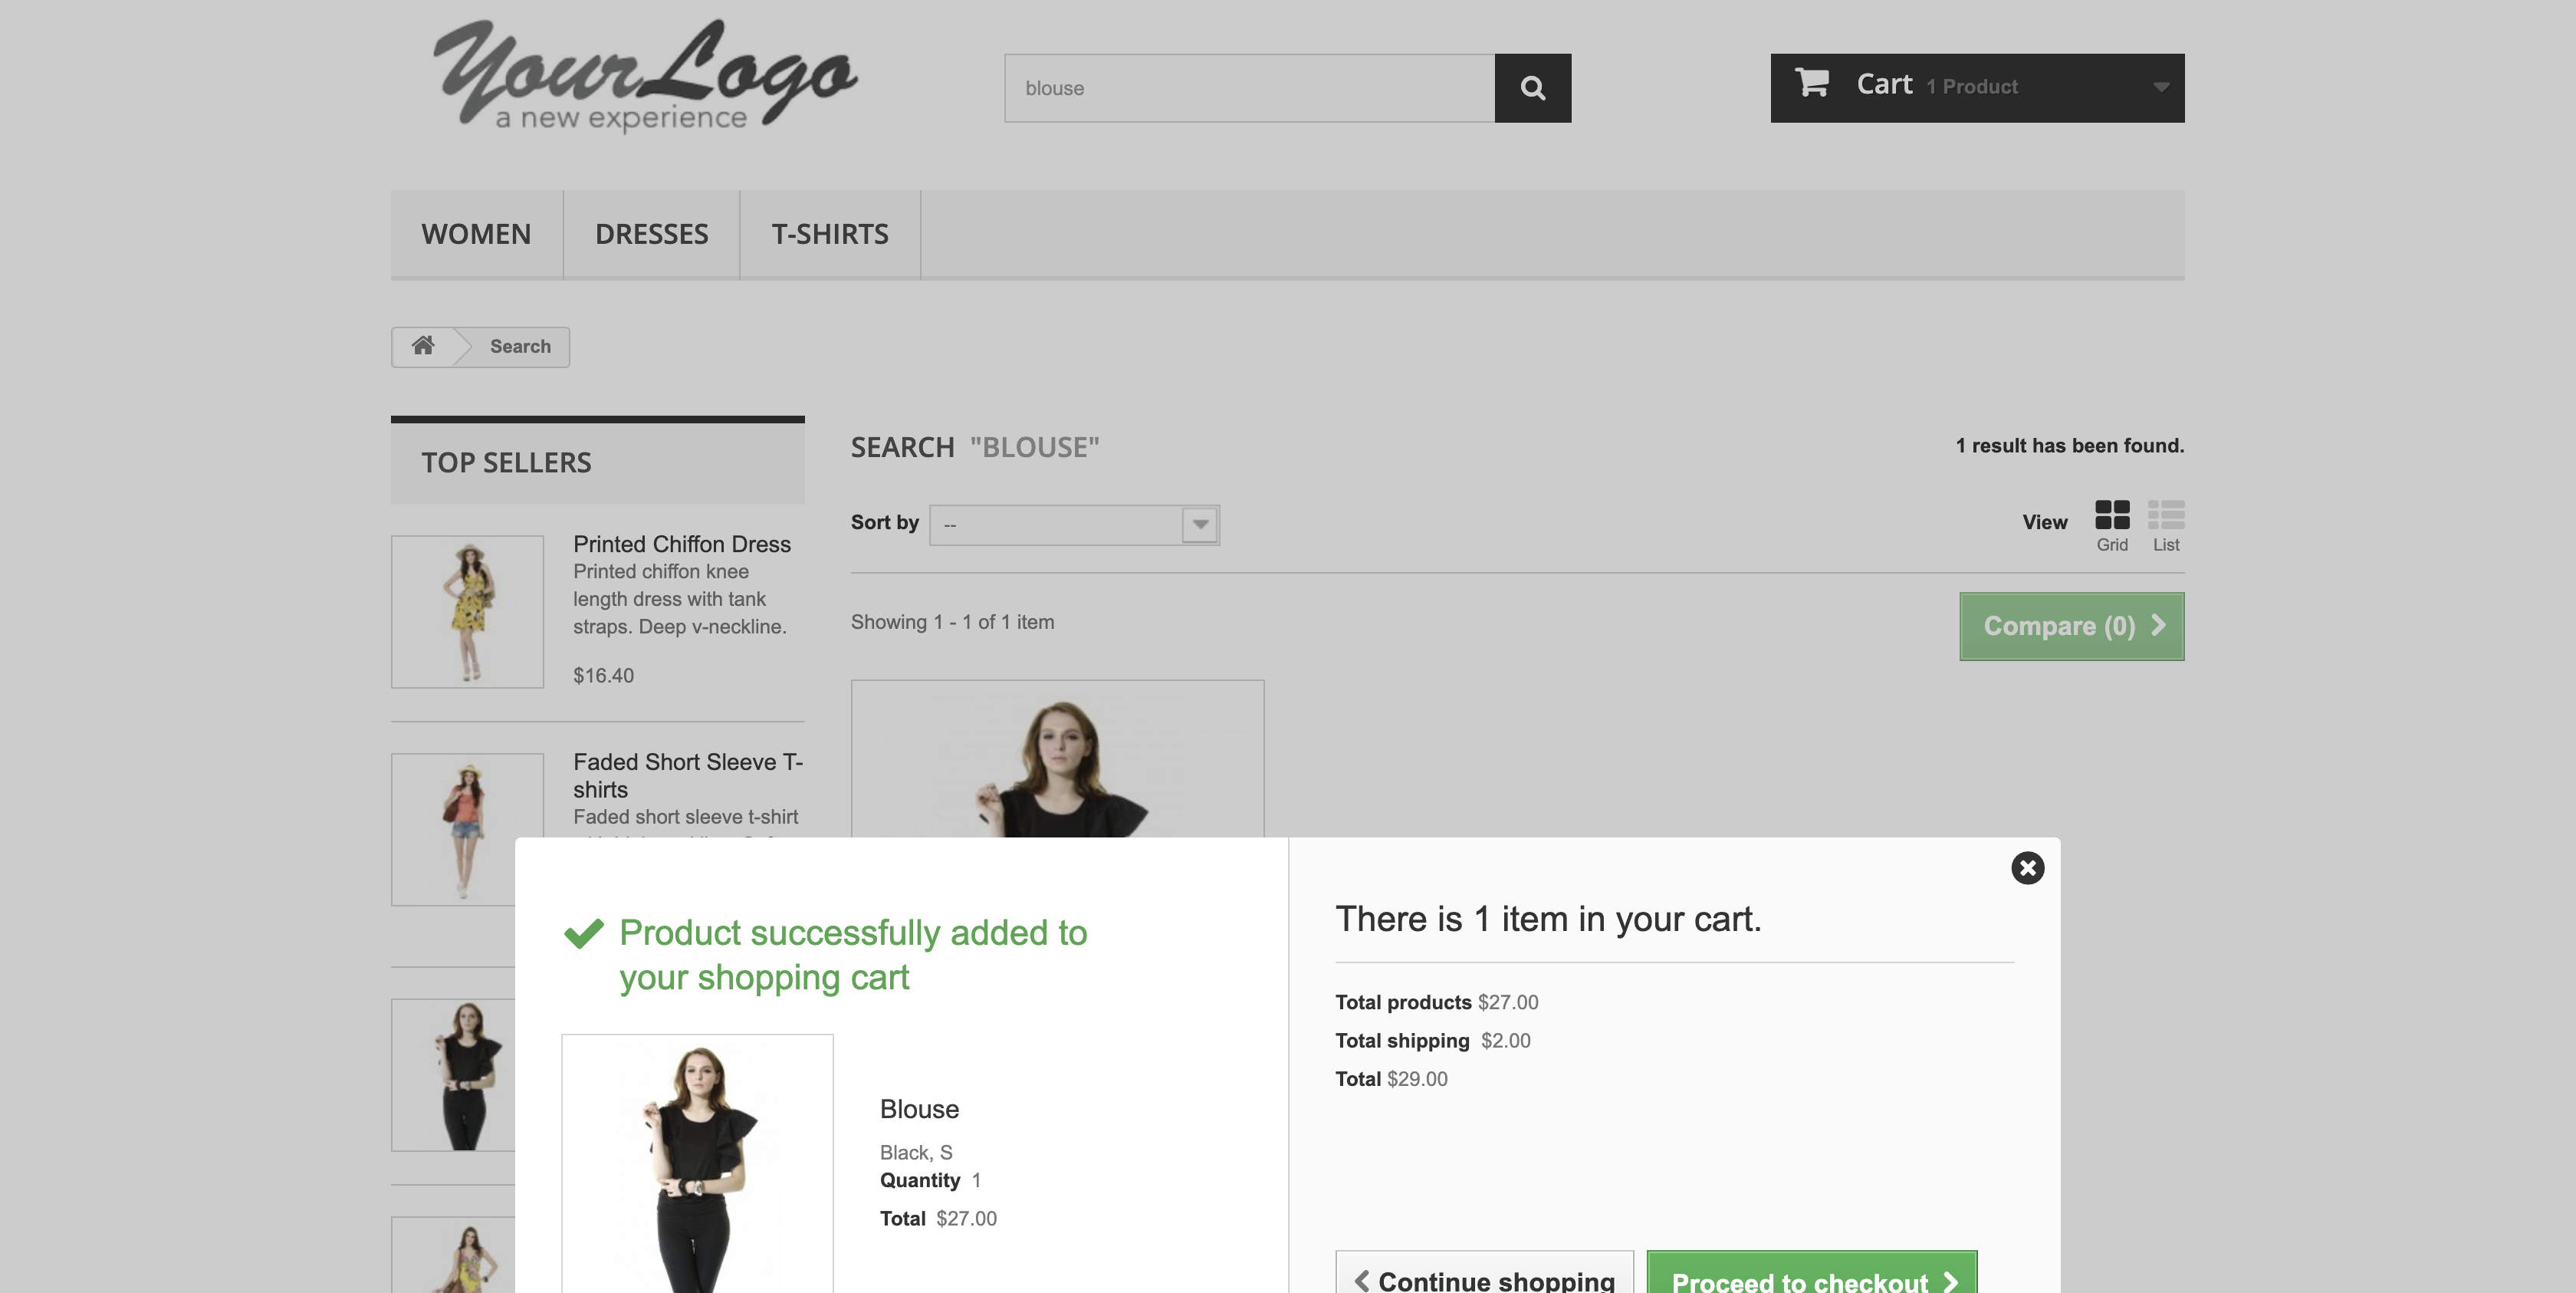 YourLogo
a new experience
blouse
Cart 1 Product
WOMEN
DRESSES
T-SHIRTS
Search
TOP SELLERS
Printed Chiffon Dress
Printed chiffon knee
length dress with tank
straps. Deep v-neckline.
$16.40
Faded Short Sleeve T-
shirts
Faded short sleeve t-shirt
SEARCH "BLOUSE"
1 result has been found.
Sort by --
View
Grid
List
Showing 1 - 1 of 1 item
Compare (0)
Product successfully added to
your shopping cart
Blouse
Black, S
Quantity 1
Total $27.00
There is 1 item in your cart.
Total products $27.00
Total shipping $2.00
Total $29.00
Continue shopping
Proceed to checkout